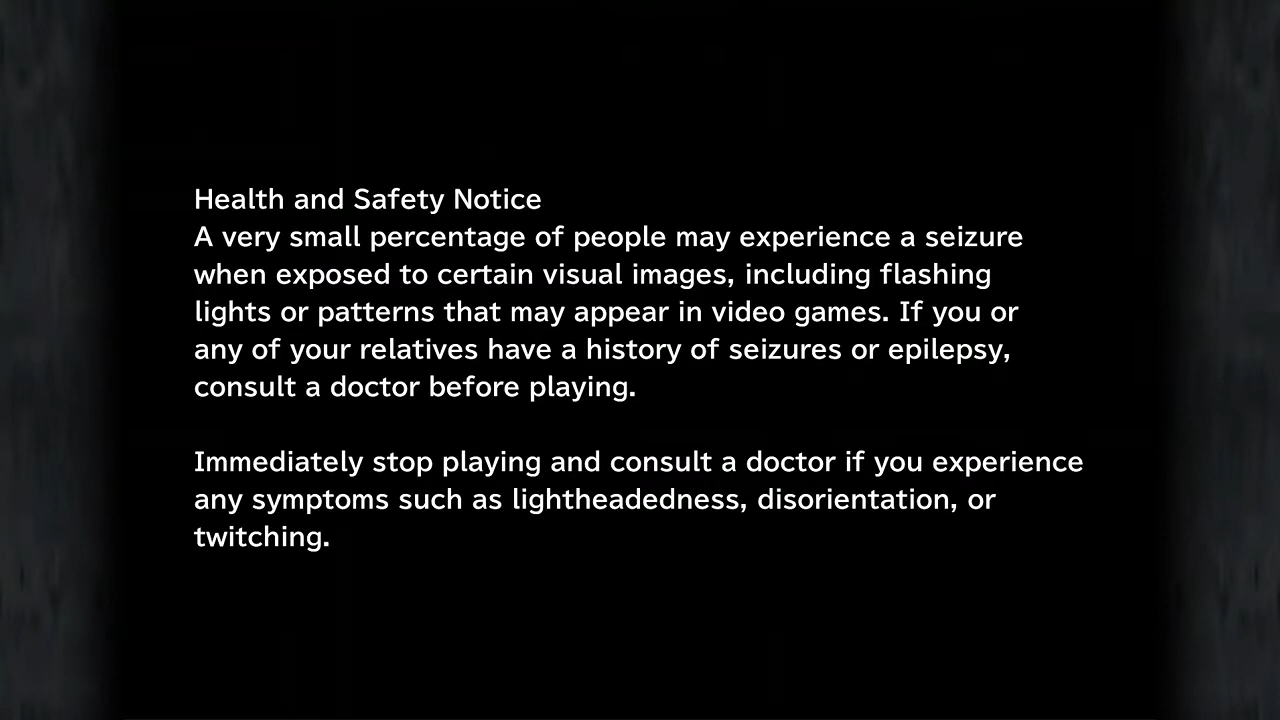 Health and Safety Notice
A very small percentage of people may experience a seizure
when exposed to certain visual images, including flashing
lights or patterns that may appear in video games. If you or
any of your relatives have a history of seizures or epilepsy,
consult a doctor before playing.
Immediately stop playing and consult a doctor if you experience
any symptoms such as lightheadedness, disorientation, or
twitching.